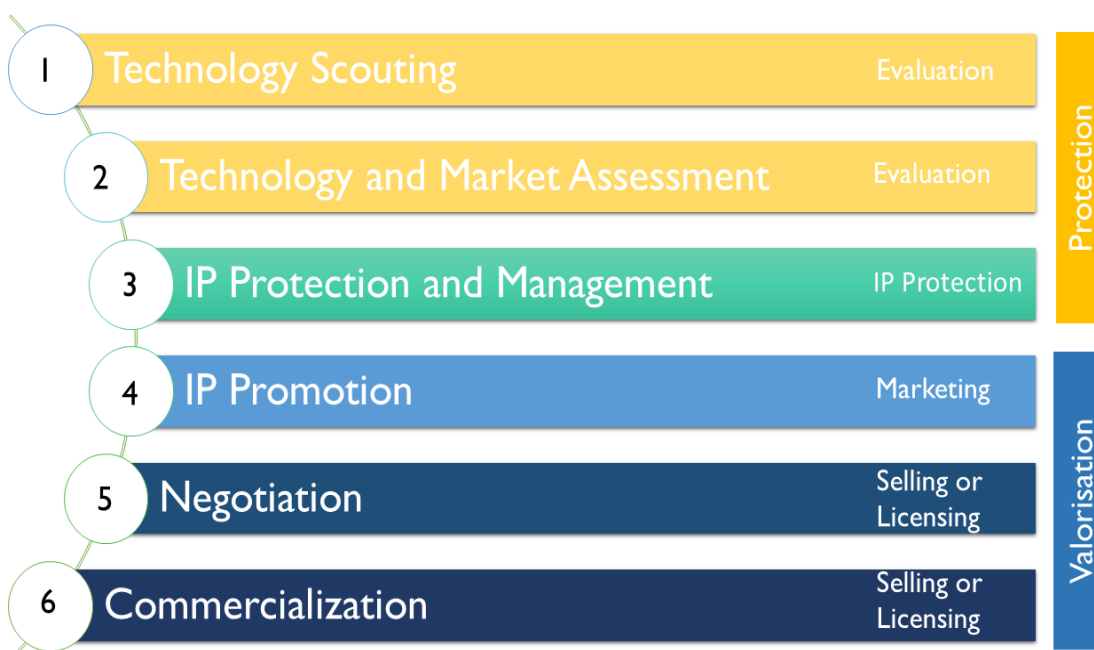 1
Technology Scouting
Evaluation
2
Technology and Market Assessment
Evaluation
3
IP Protection and Management
IP Protection
Protection
4
IP Promotion
Marketing
5
Negotiation
Selling or
Licensing
6
Commercialization
Selling or
Licensing
Valorisation